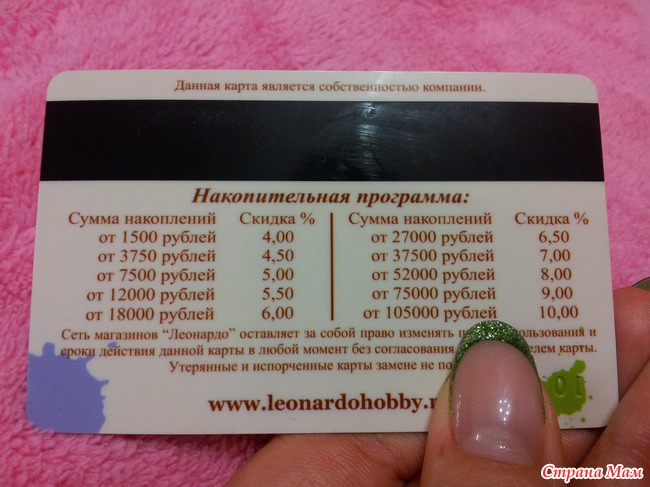 Данная карта является собственностью компании.
Накопительная программа:
Сумма накоплений Скидка % Сумма накоплений Скидка %
от 1500 рублей 4,00 от 27000 рублей 6,50
от 3750 рублей 4,50 от 37500 рублей 7,00
от 7500 рублей 5,00 от 52000 рублей 8,00
от 12000 рублей 5,50 от 75000 рублей 9,00
от 18000 рублей 6,00 от 105000 рублей 10,00
Сеть магазинов “Леонардо” оставляет за собой право изменять и
сроки действия данной карты в любой момент без согласования карты.
Утерянные и испорченные карты замене не
www.leonardohobby.
Страна Мам